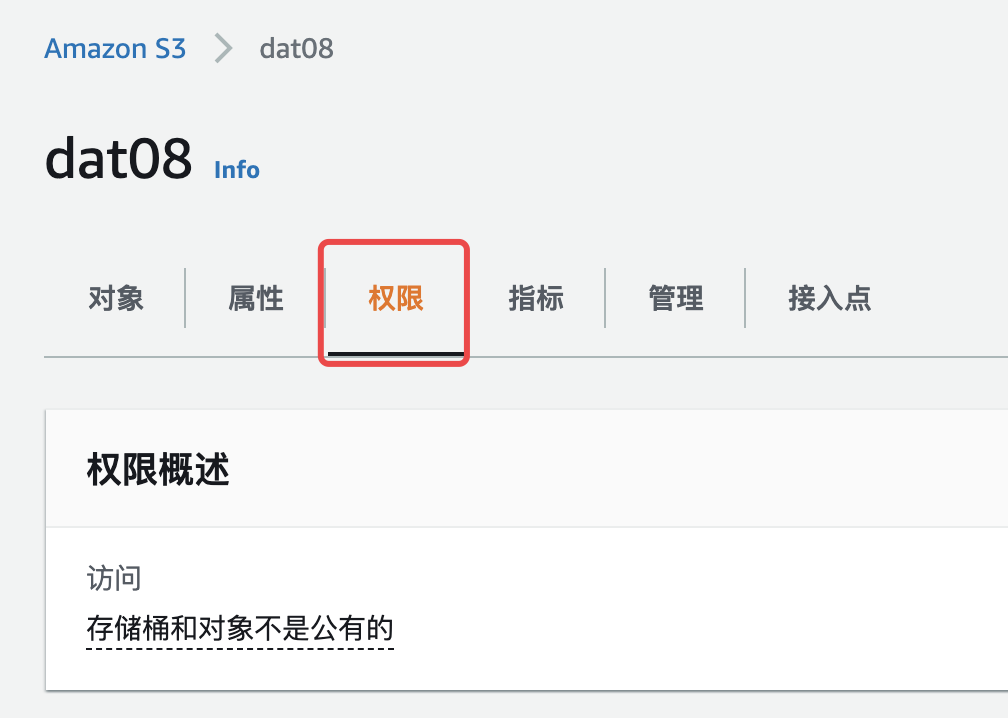 Amazon S3 > dat08
dat08 Info
对象 属性 权限 指标 管理 接入点
权限概述
访问
存储桶和对象不是公有的